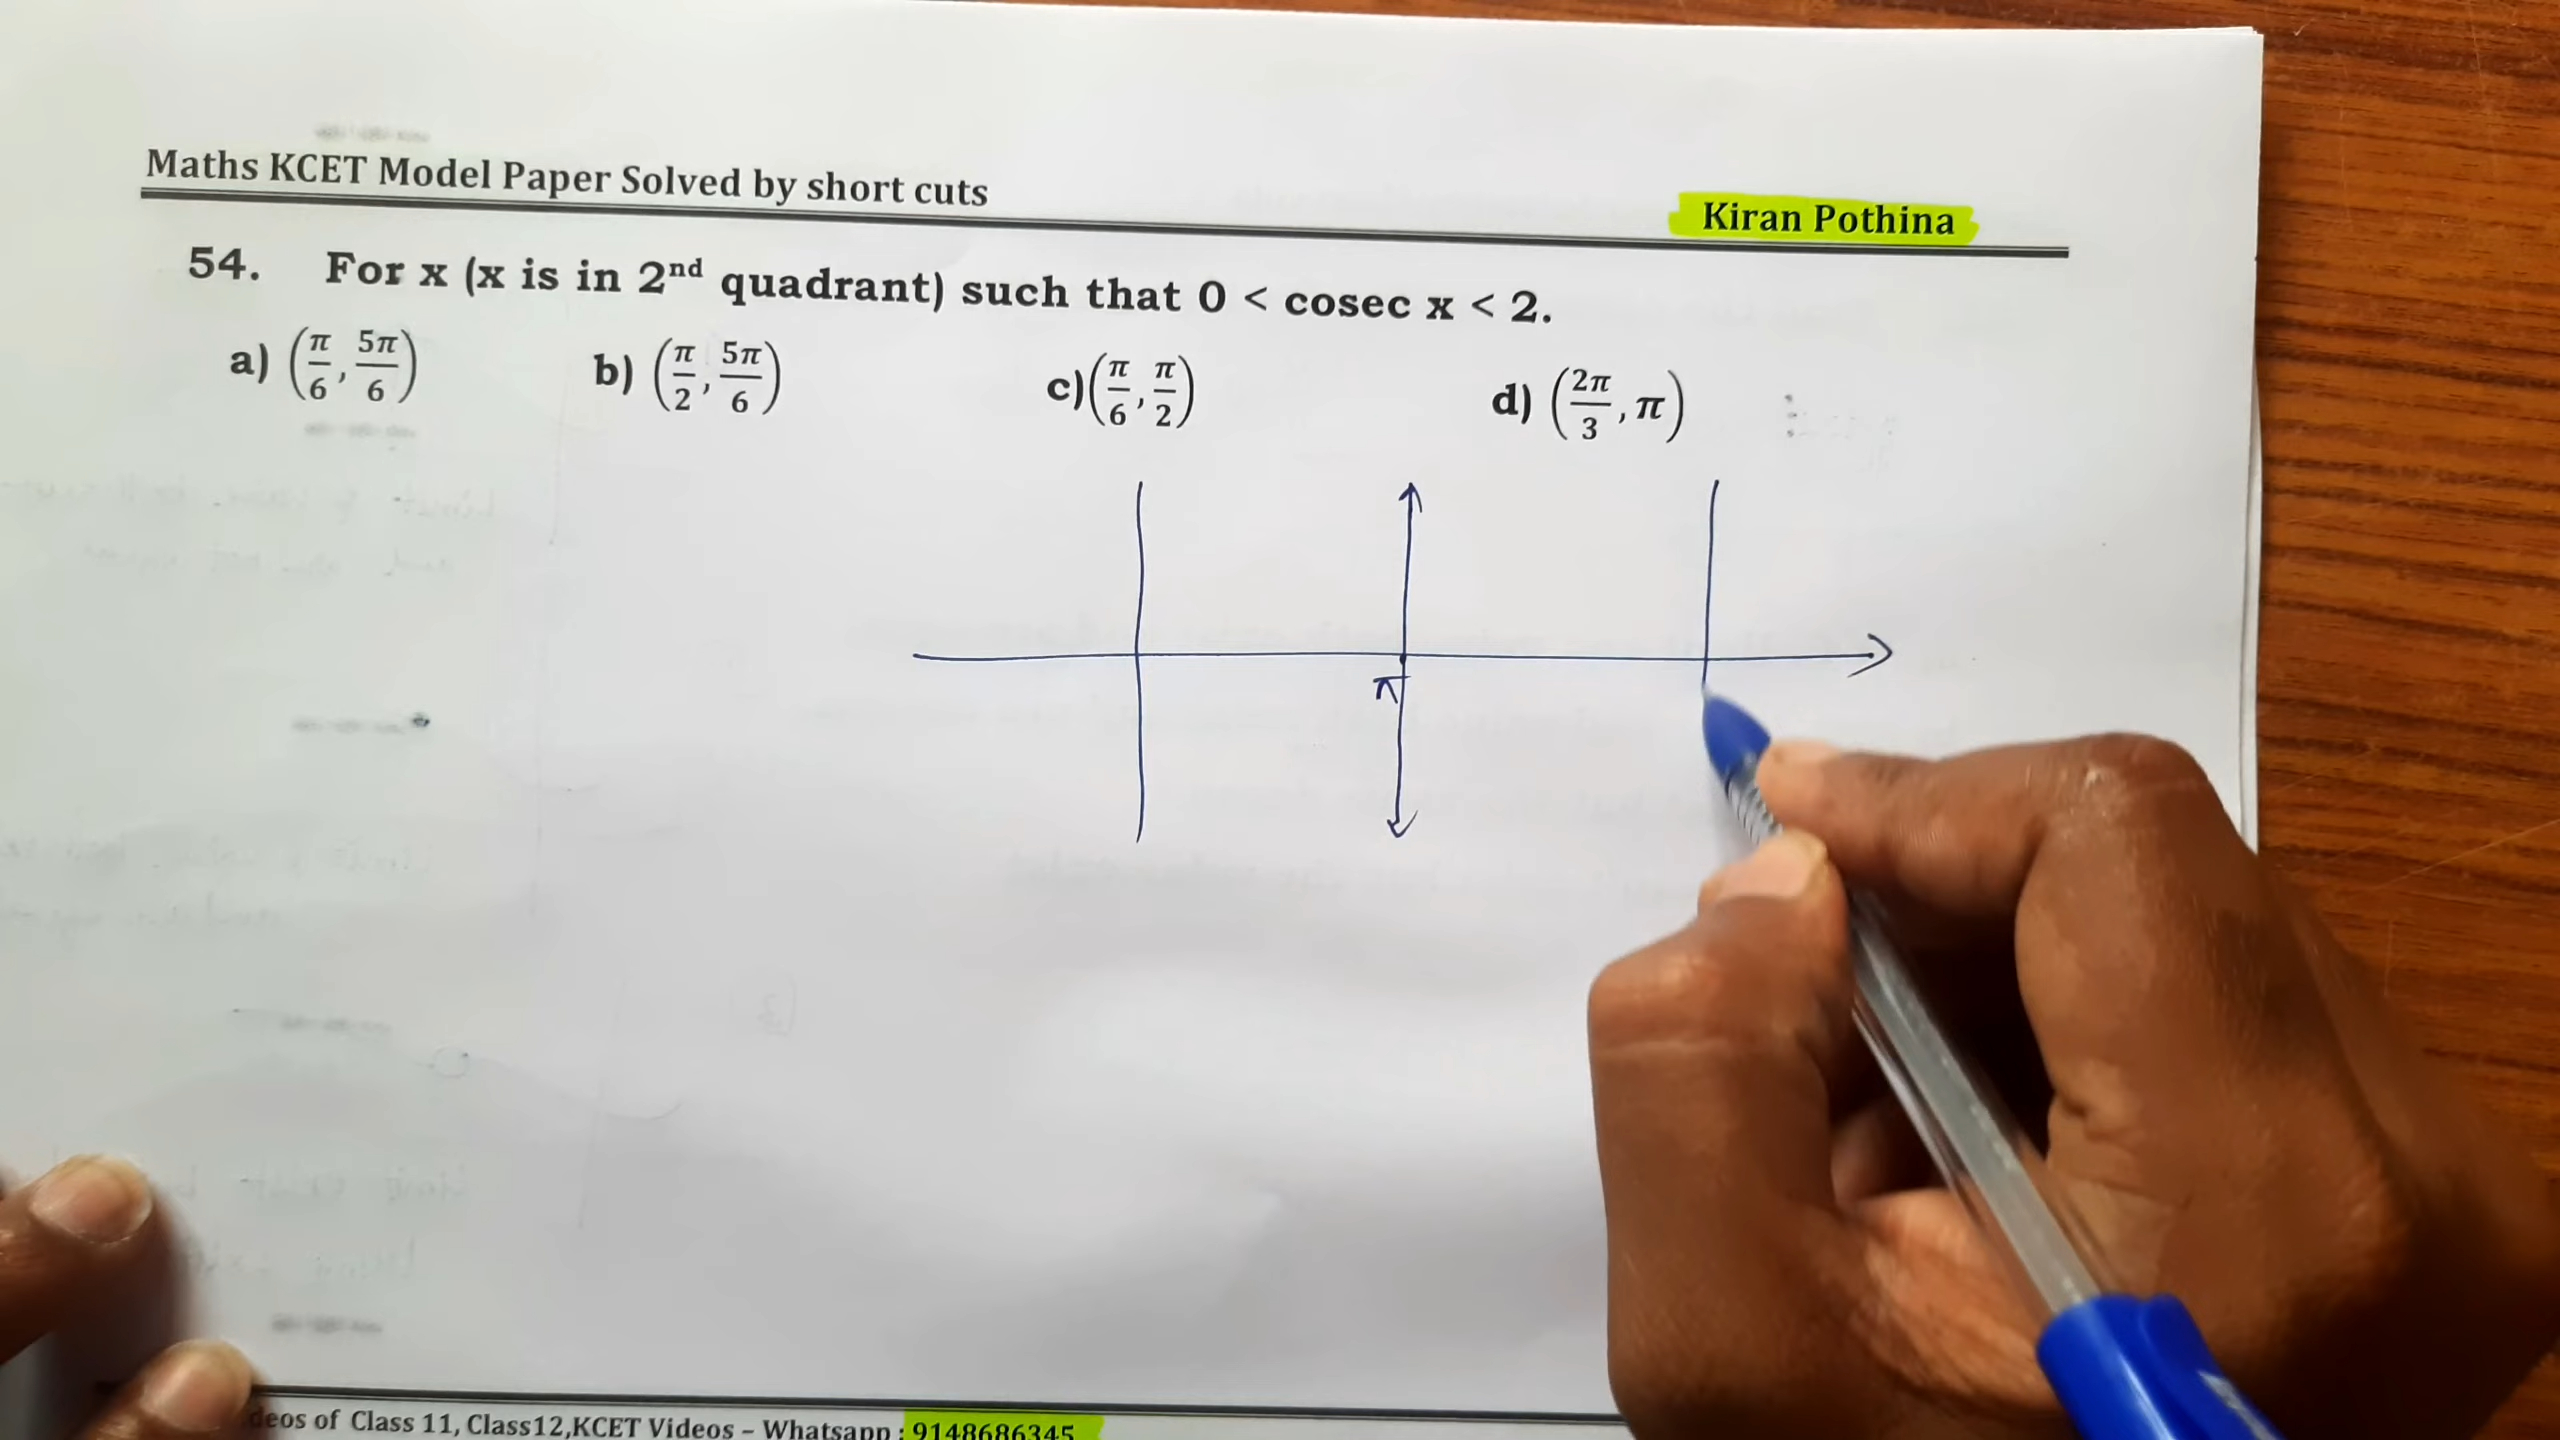 Maths KCET Model Paper Solved by short cuts
Kiran Pothina
54. For x (x is in 2nd quadrant) such that 0 < cosec x < 2.
a) (π/6, 5π/6) b) (π/2, 5π/6) c)(π/6, π/2) d) (2π/3, π)
π
deos of Class 11, Class12,KCET Videos – Whatsapp : 9148686345